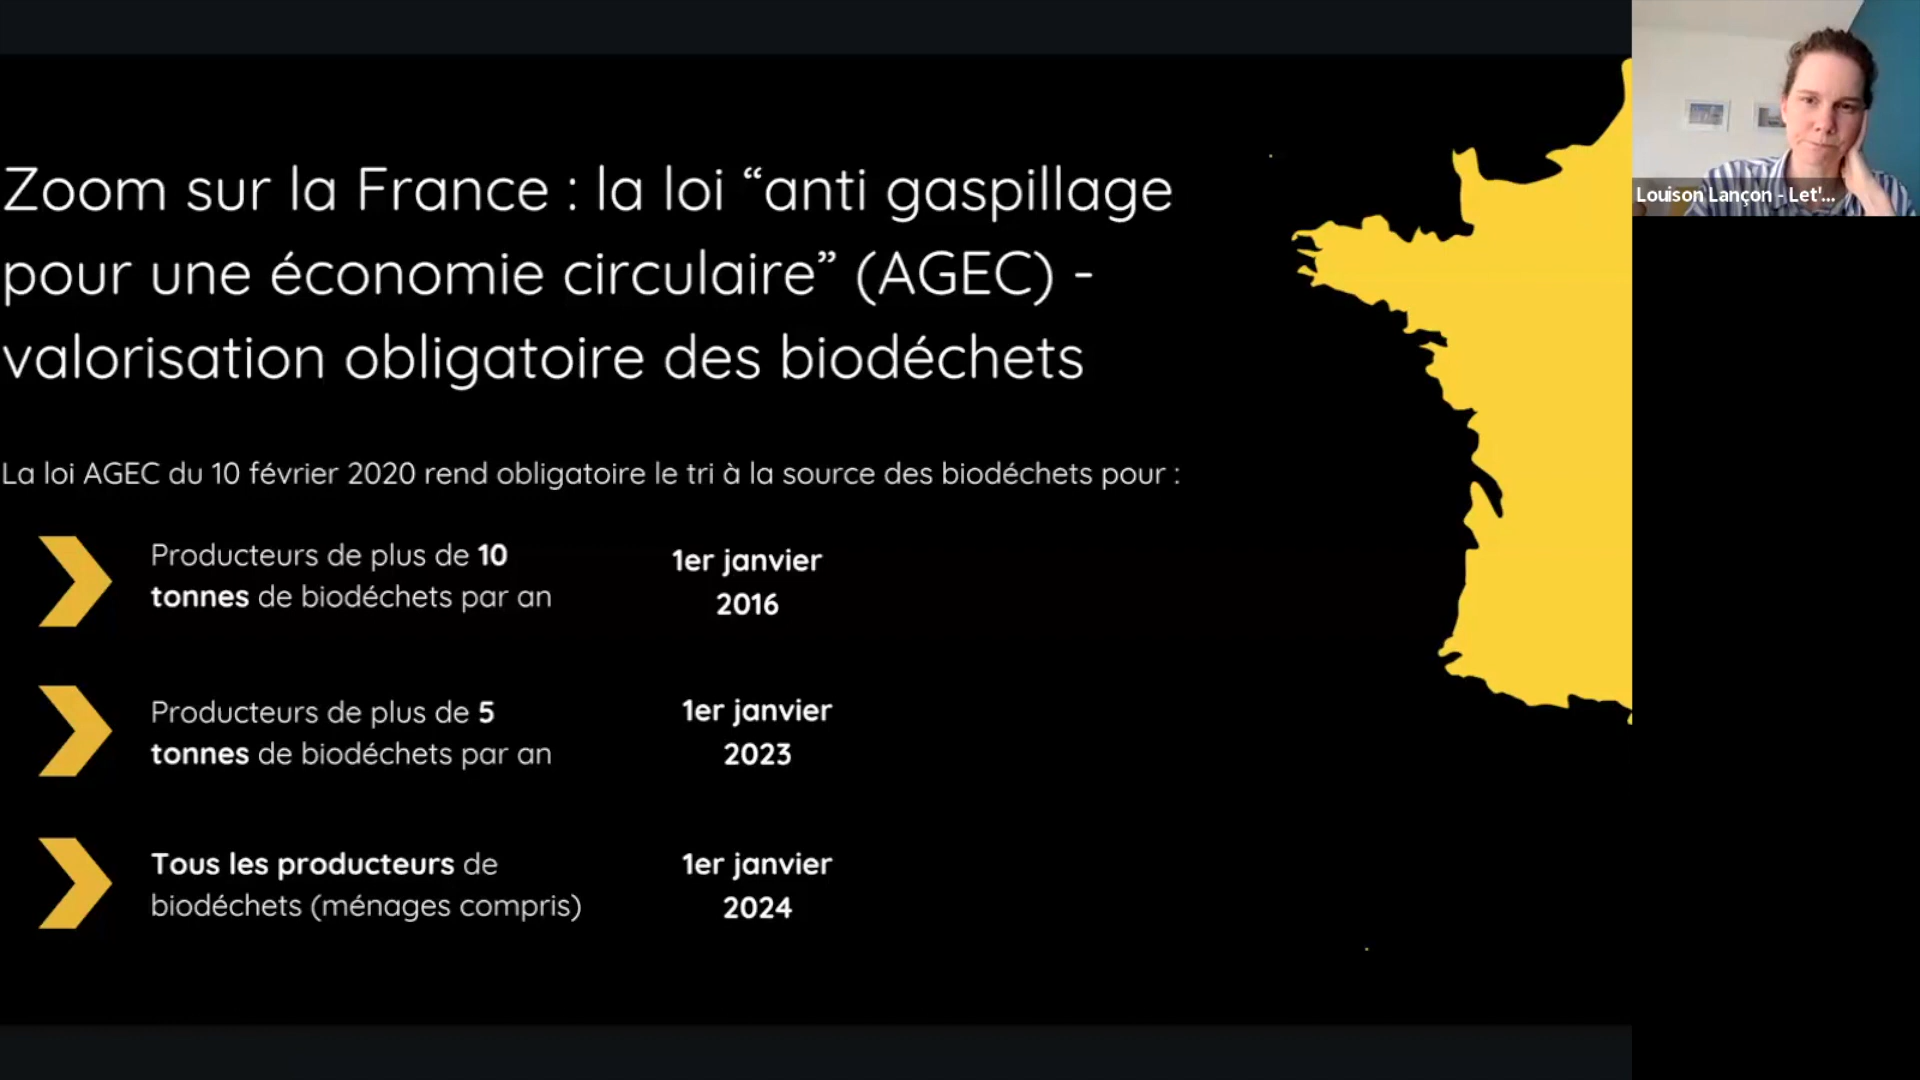 Zoom sur la France : la loi “anti gaspillage
pour une économie circulaire” (AGEC) -
valorisation obligatoire des biodéchets
La loi AGEC du 10 février 2020 rend obligatoire le tri à la source des biodéchets pour :
Producteurs de plus de 10
tonnes de biodéchets par an
1er janvier
2016
Producteurs de plus de 5
tonnes de biodéchets par an
1er janvier
2023
Tous les producteurs de
biodéchets (ménages compris)
1er janvier
2024
Louison Lançon - Let'...